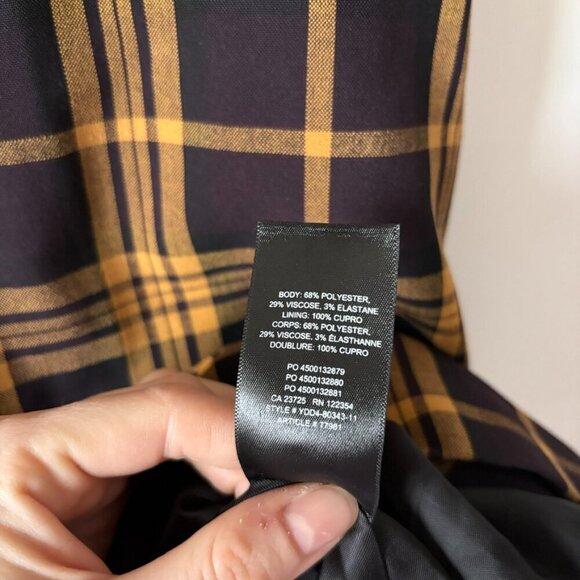 BODY: 68% POLYESTER,
29% VISCOSE, 3% ELASTANE
LINING: 100% CUPRO
CORPS: 68% POLYESTER,
29% VISCOSE, 3% ÉLASTHANNE
DOUBLURE: 100% CUPRO
PO 4500132879
PO 4500132880
PO 4500132881
CA 23725 RN 122354
STYLE # YDD4-80343-11
ARTICLE # T7981